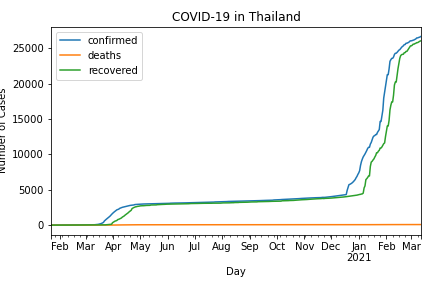 COVID-19 in Thailand
confirmed
deaths
recovered
25000
20000
15000
10000
5000
0
Number of Cases
Feb Mar Apr May Jun Jul Aug Sep Oct Nov Dec Jan Feb Mar
2021
Day